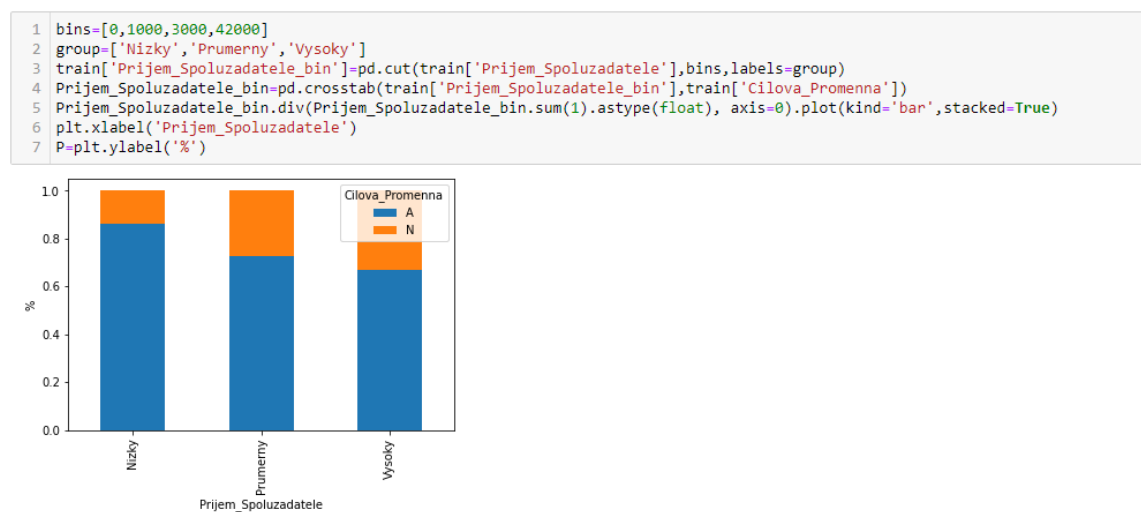 1 bins=[0,1000,3000,42000]
2 group=['Nizky','Prumerny','Vysoky']
3 train['Prijem_Spoluzadatele_bin']=pd.cut(train['Prijem_Spoluzadatele'],bins,labels=group)
4 Prijem_Spoluzadatele_bin=pd.crosstab(train['Prijem_Spoluzadatele_bin'],train['Cilova_Promenna'])
5 Prijem_Spoluzadatele_bin.div(Prijem_Spoluzadatele_bin.sum(1).astype(float), axis=0).plot(kind='bar',stacked=True)
6 plt.xlabel('Prijem_Spoluzadatele')
7 P=plt.ylabel('%')
Cilova_Promenna
A
N
1.0
0.8
0.6
0.4
0.2
0.0
%
Nizky
Prumerny
Vysoky
Prijem_Spoluzadatele